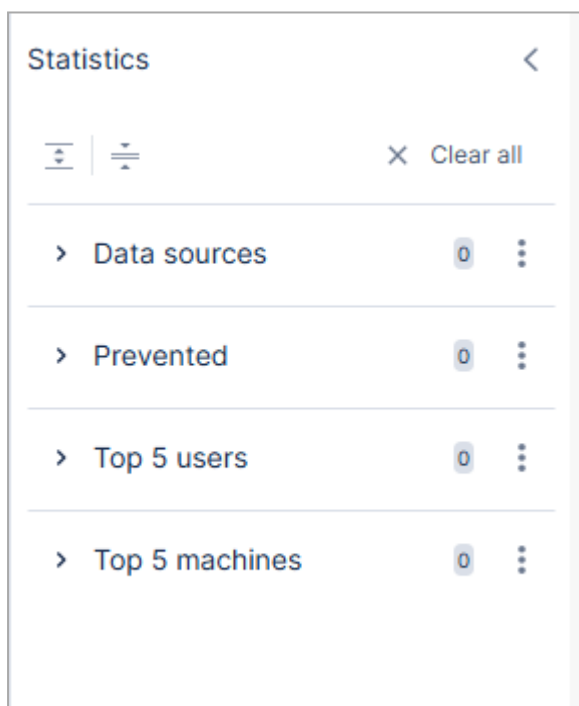 Statistics
Clear all
Data sources 0
Prevented 0
Top 5 users 0
Top 5 machines 0